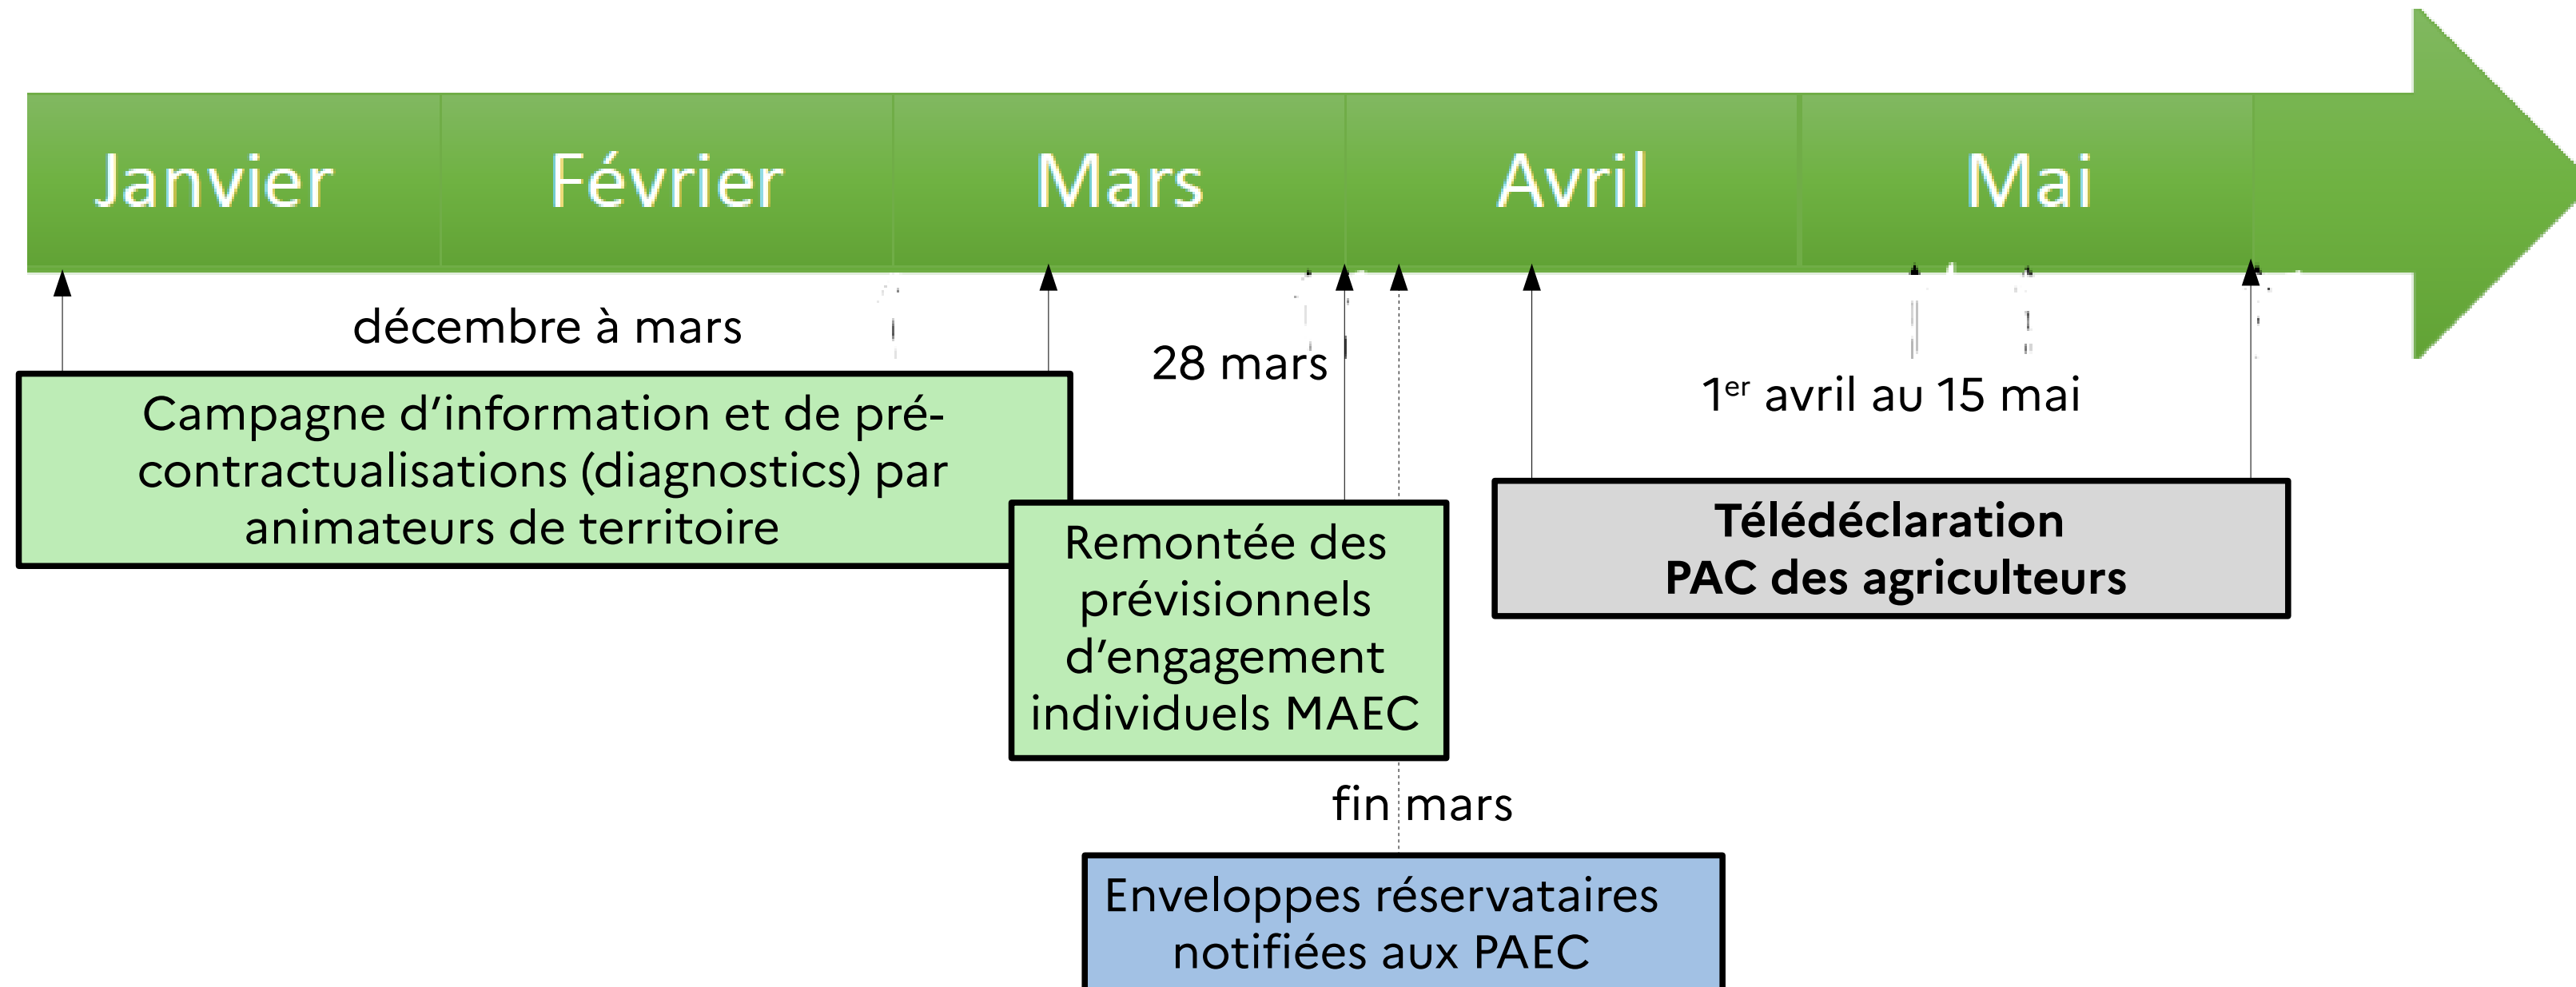 Janvier
Février
Mars
Avril
Mai
décembre à mars
28 mars
1er avril au 15 mai
Campagne d’information et de pré-
contractualisations (diagnostics) par
animateurs de territoire
Remontée des
prévisionnels
d’engagement
individuels MAEC
Télédéclaration
PAC des agriculteurs
fin mars
Enveloppes réservataires
notifiées aux PAEC